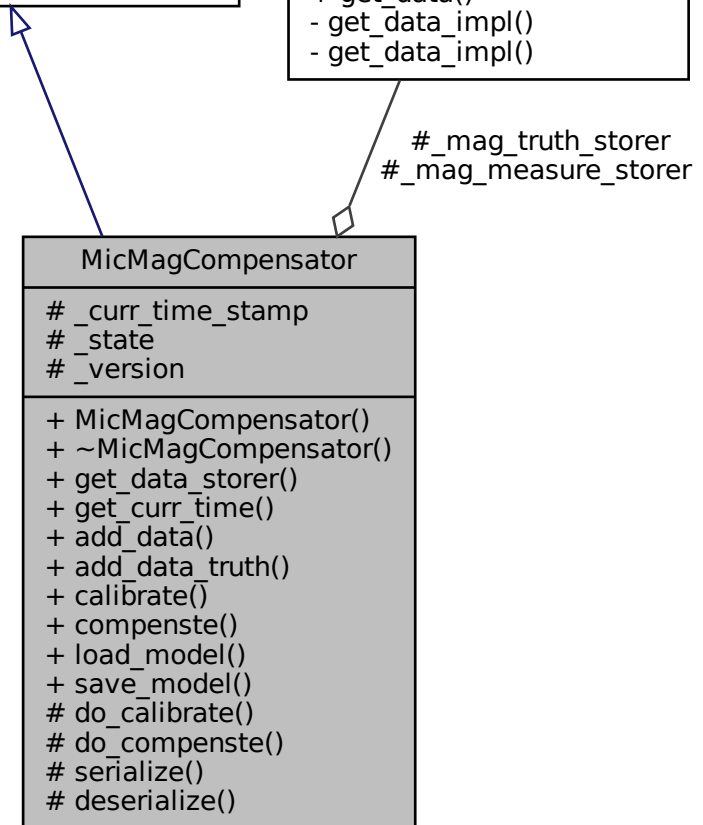 + get_data()
- get_data_impl()
- get_data_impl()
#_mag_truth_storer
#_mag_measure_storer
MicMagCompensator
# _curr_time_stamp
# _state
# _version
+ MicMagCompensator()
+ ~MicMagCompensator()
+ get_data_storer()
+ get_curr_time()
+ add_data()
+ add_data_truth()
+ calibrate()
+ compenste()
+ load_model()
+ save_model()
# do_calibrate()
# do_compenste()
# serialize()
# deserialize()